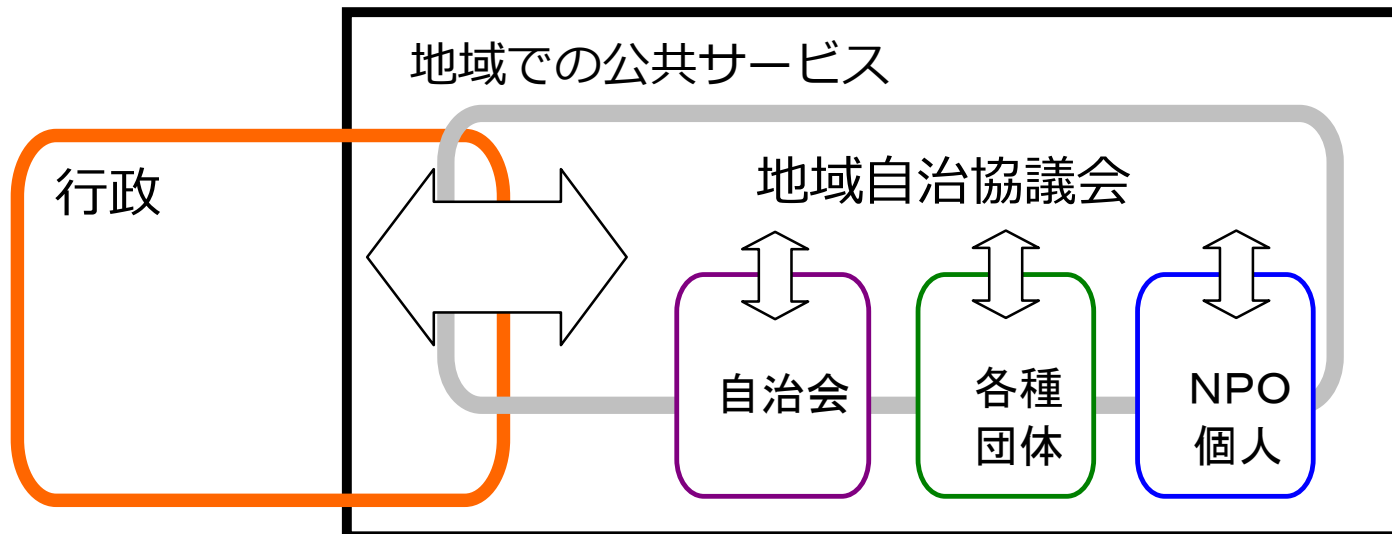 地域での公共サービス
行政
地域自治協議会
自治会
各種
団体
NPO
個人